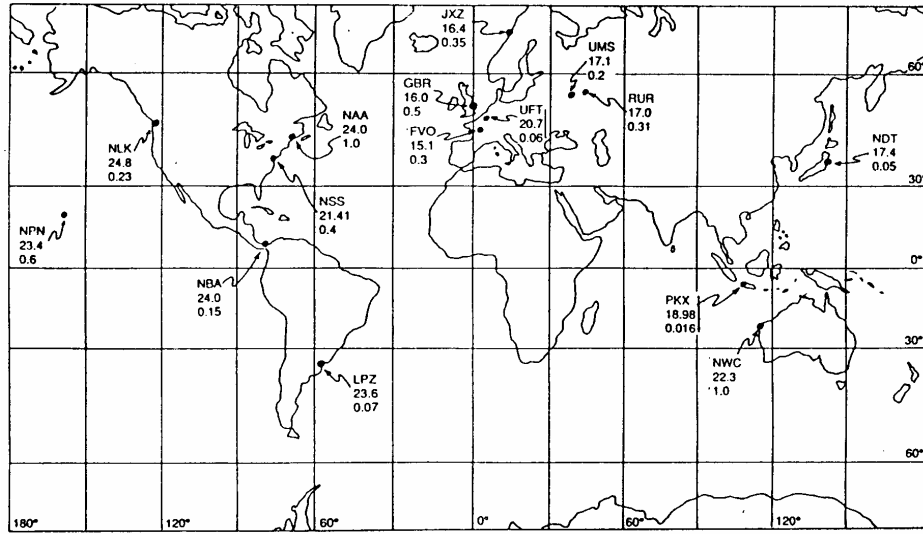 JXZ
16.4
0.35
UMS
17.1
0.2
60°
GBR
16.0
0.5
UFT
20.7
0.06
RUR
17.0
0.31
FVO
15.1
0.3
NAA
24.0
1.0
NLK
24.8
0.23
NDT
17.4
0.05
30°
NSS
21.41
0.4
NPN
23.4
0.6
NBA
24.0
0.15
0°
PKX
18.98
0.016
NWC
22.3
1.0
30°
LPZ
23.6
0.07
60°
180°
120°
60°
0°
60°
120°